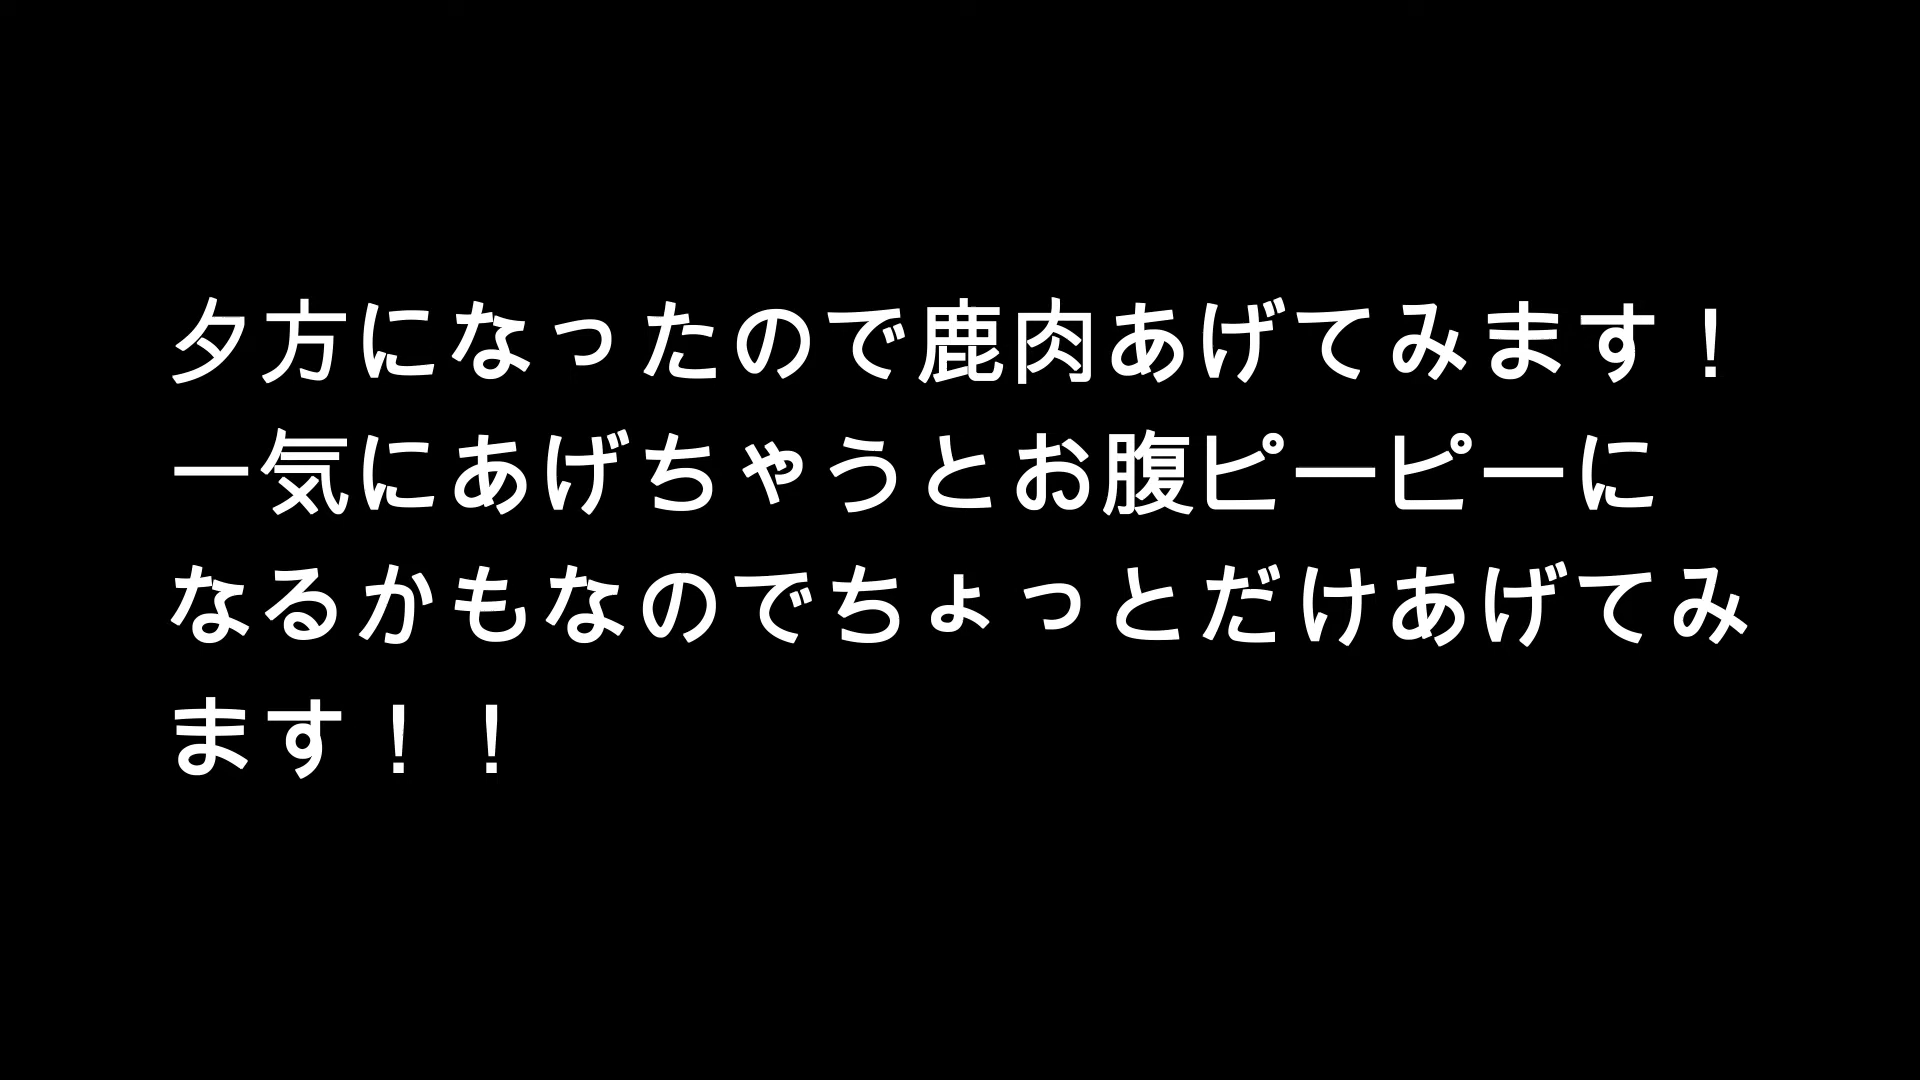 夕方になったので鹿肉あげてみます！
一気にあげちゃうとお腹ピーピーに
なるかもなのでちょっとだけあげてみ
ます！！